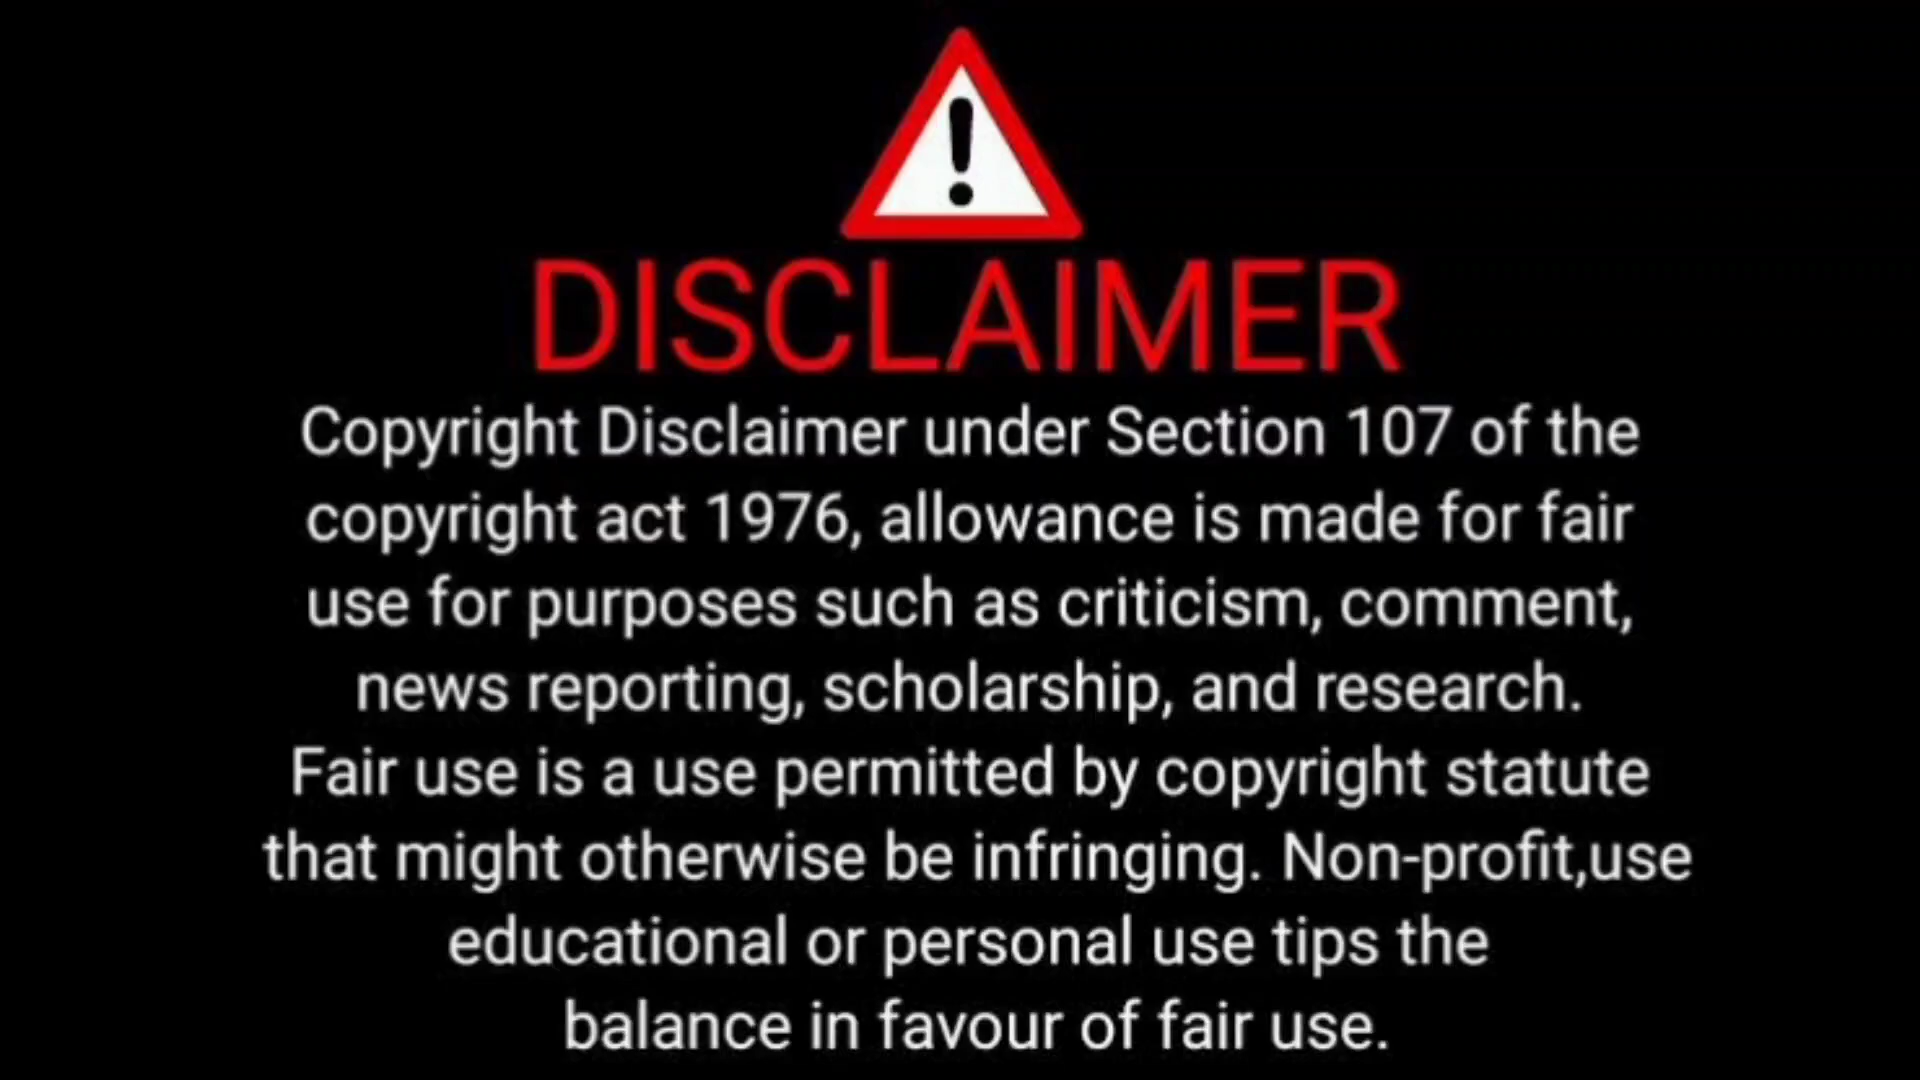 DISCLAIMER
Copyright Disclaimer under Section 107 of the
copyright act 1976, allowance is made for fair
use for purposes such as criticism, comment,
news reporting, scholarship, and research.
Fair use is a use permitted by copyright statute
that might otherwise be infringing. Non-profit,use
educational or personal use tips the
balance in favour of fair use.